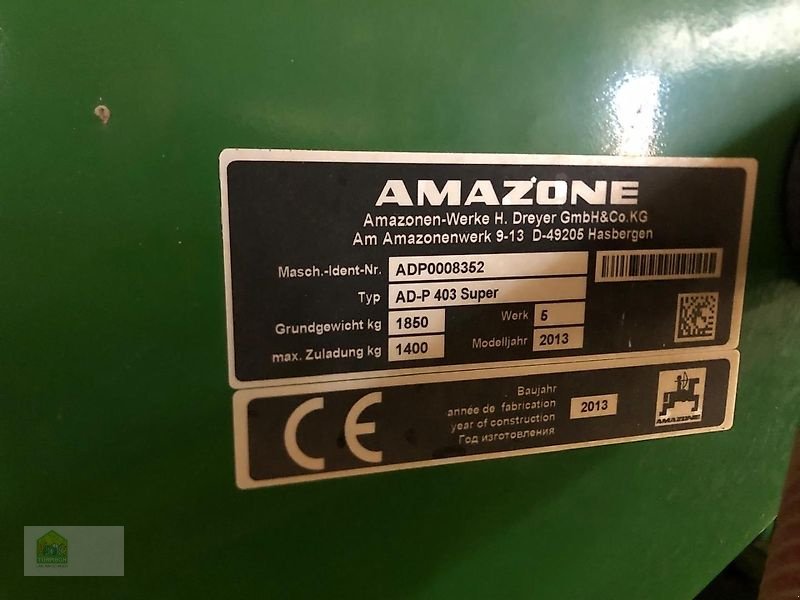 AMAZONE
Amazonen-Werke H. Dreyer GmbH&Co.KG
Am Amazonenwerk 9-13 D-49205 Hasbergen
Masch.-Ident-Nr. ADP0008352
Typ AD-P 403 Super
Grundgewicht kg 1850 Werk 5
max. Zuladung kg 1400 Modelljahr 2013
CE
Baujahr
année de fabrication
year of construction
Год изготовления
2013
AMAZONE